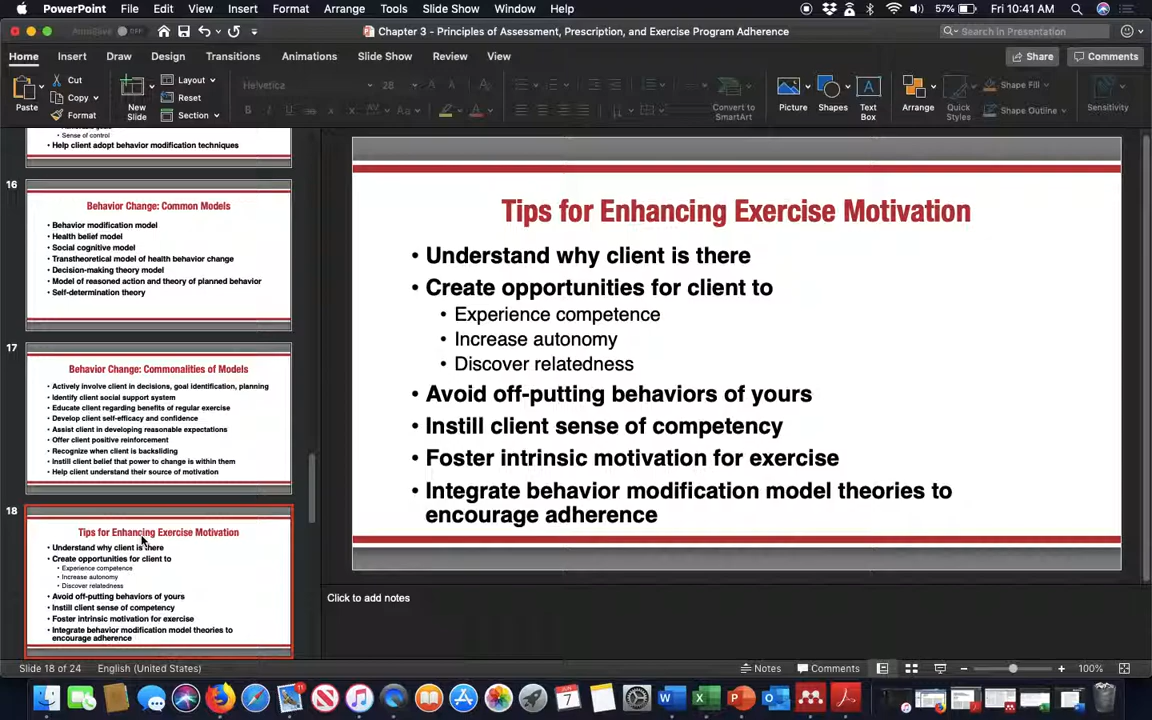 PowerPoint File Edit View Insert Format Arrange Tools Slide Show Window Help 57% Fri 10:41 AM
AutoSave OFF Chapter 3 - Principles of Assessment, Prescription, and Exercise Program Adherence Search in Presentation
Home Insert Draw Design Transitions Animations Slide Show Review View Share Comments
Paste Cut Copy Format New Slide Layout Reset Section Helvetica 28 Convert to SmartArt Picture Shapes Text Box Arrange Quick Styles Shape Fill Shape Outline Sensitivity
• Sense of control
• Help client adopt behavior modification techniques
16
Behavior Change: Common Models
• Behavior modification model
• Health belief model
• Social cognitive model
• Transtheoretical model of health behavior change
• Decision-making theory model
• Model of reasoned action and theory of planned behavior
• Self-determination theory
17
Behavior Change: Commonalities of Models
• Actively involve client in decisions, goal identification, planning
• Identify client social support system
• Educate client regarding benefits of regular exercise
• Develop client self-efficacy and confidence
• Assist client in developing reasonable expectations
• Offer client positive reinforcement
• Recognize when client is backsliding
• Instill client belief that power to change is within them
• Help client understand their source of motivation
18
Tips for Enhancing Exercise Motivation
• Understand why client is there
• Create opportunities for client to
• Experience competence
• Increase autonomy
• Discover relatedness
• Avoid off-putting behaviors of yours
• Instill client sense of competency
• Foster intrinsic motivation for exercise
• Integrate behavior modification model theories to
encourage adherence
Tips for Enhancing Exercise Motivation
• Understand why client is there
• Create opportunities for client to
• Experience competence
• Increase autonomy
• Discover relatedness
• Avoid off-putting behaviors of yours
• Instill client sense of competency
• Foster intrinsic motivation for exercise
• Integrate behavior modification model theories to
encourage adherence
Click to add notes
Slide 18 of 24 English (United States) Notes Comments 100%